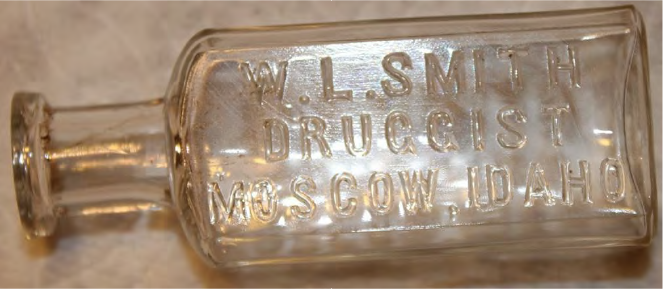 W.L.SMITH
DRUGGIST
MOSCOW, IDAHO